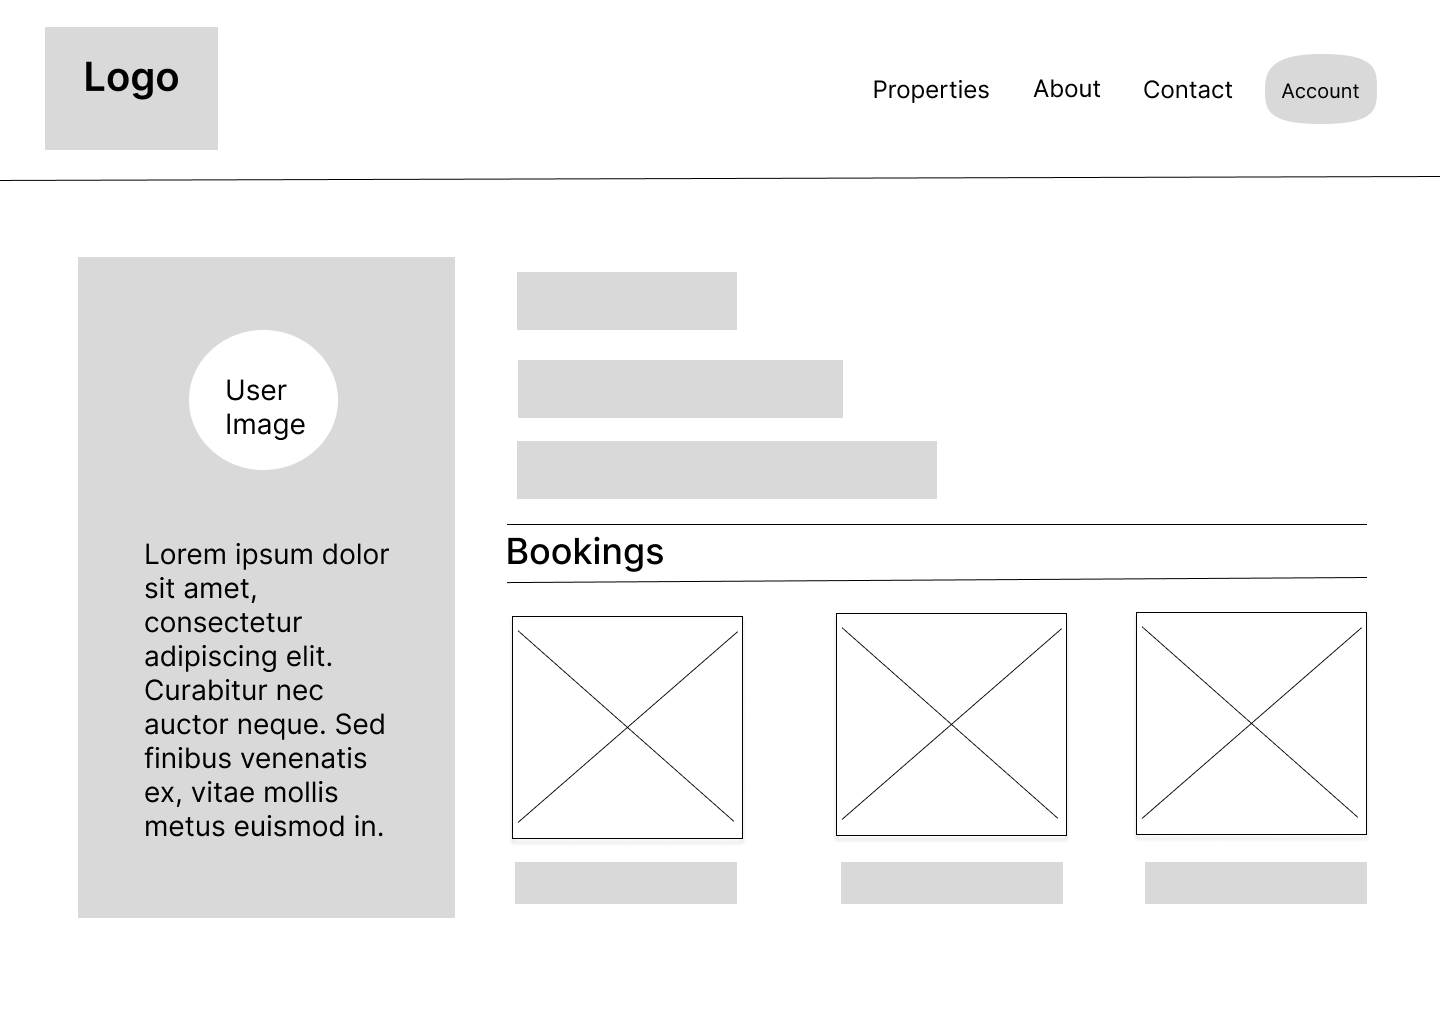 Logo
Properties About Contact Account
User
Image
Lorem ipsum dolor
sit amet,
consectetur
adipiscing elit.
Curabitur nec
auctor neque. Sed
finibus venenatis
ex, vitae mollis
metus euismod in.
Bookings